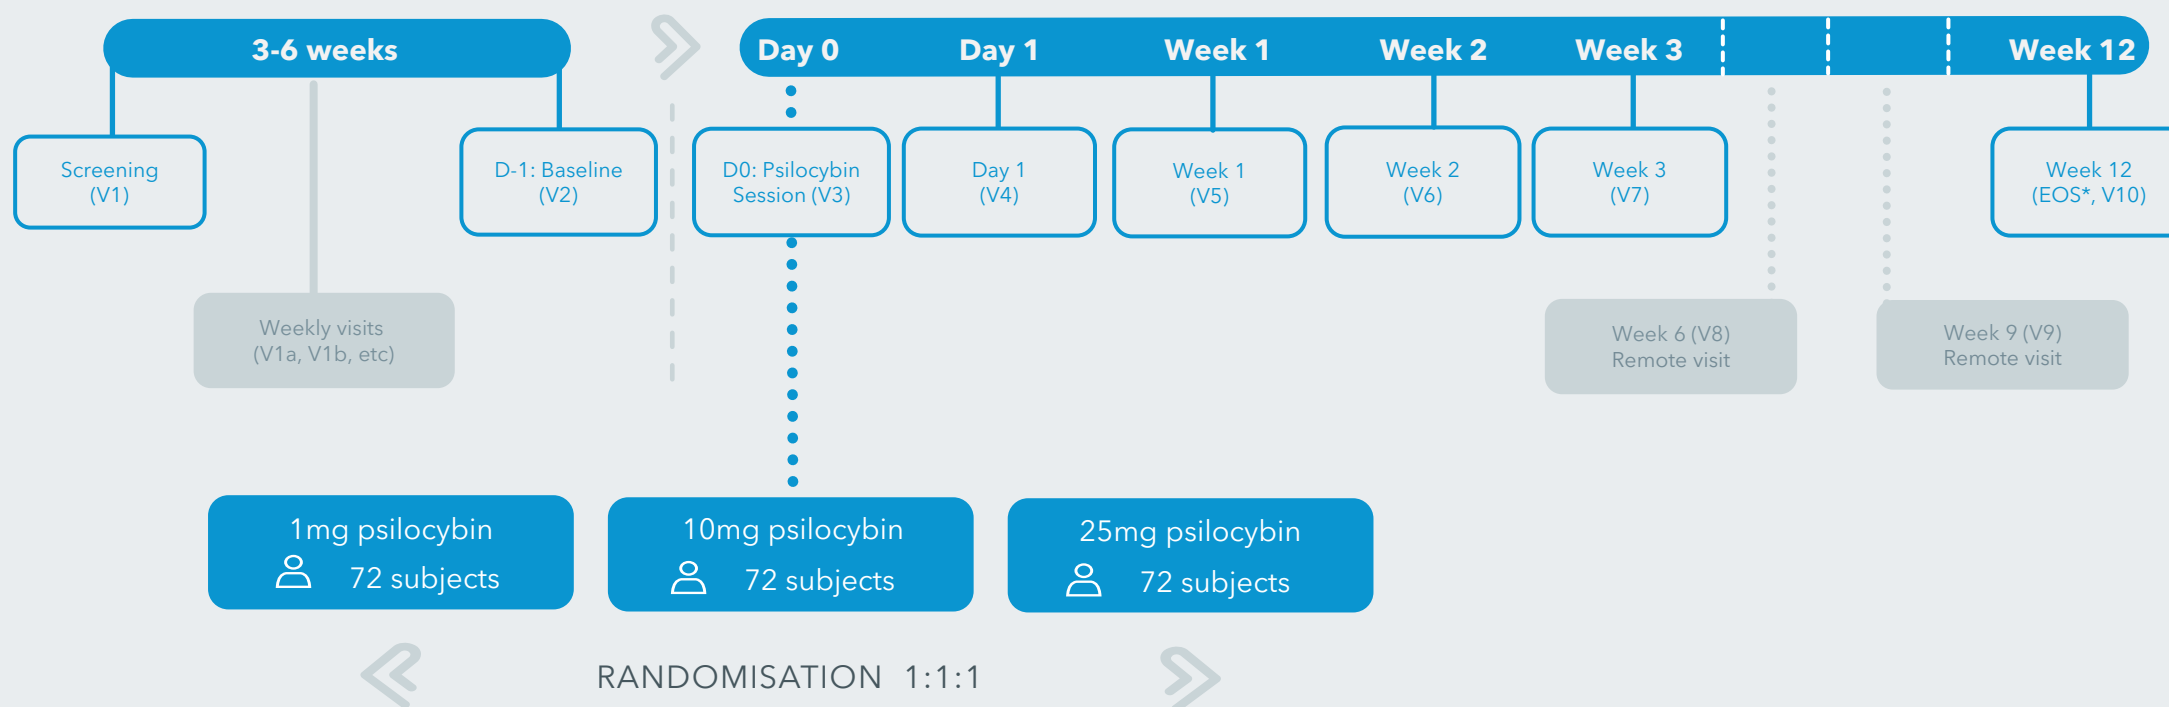 3-6 weeks
Day 0
Day 1
Week 1
Week 2
Week 3
Week 12
Screening
(V1)
D-1: Baseline
(V2)
D0: Psilocybin
Session (V3)
Day 1
(V4)
Week 1
(V5)
Week 2
(V6)
Week 3
(V7)
Week 12
(EOS*, V10)
Weekly visits
(V1a, V1b, etc)
Week 6 (V8)
Remote visit
Week 9 (V9)
Remote visit
1mg psilocybin
72 subjects
10mg psilocybin
72 subjects
25mg psilocybin
72 subjects
RANDOMISATION 1:1:1